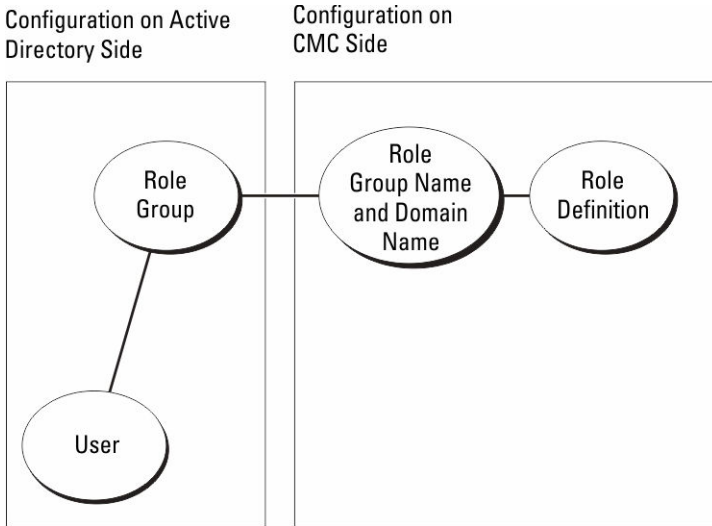 Configuration on Active
Directory Side
Configuration on
CMC Side
Role
Group
Role
Group Name
and Domain
Name
Role
Definition
User